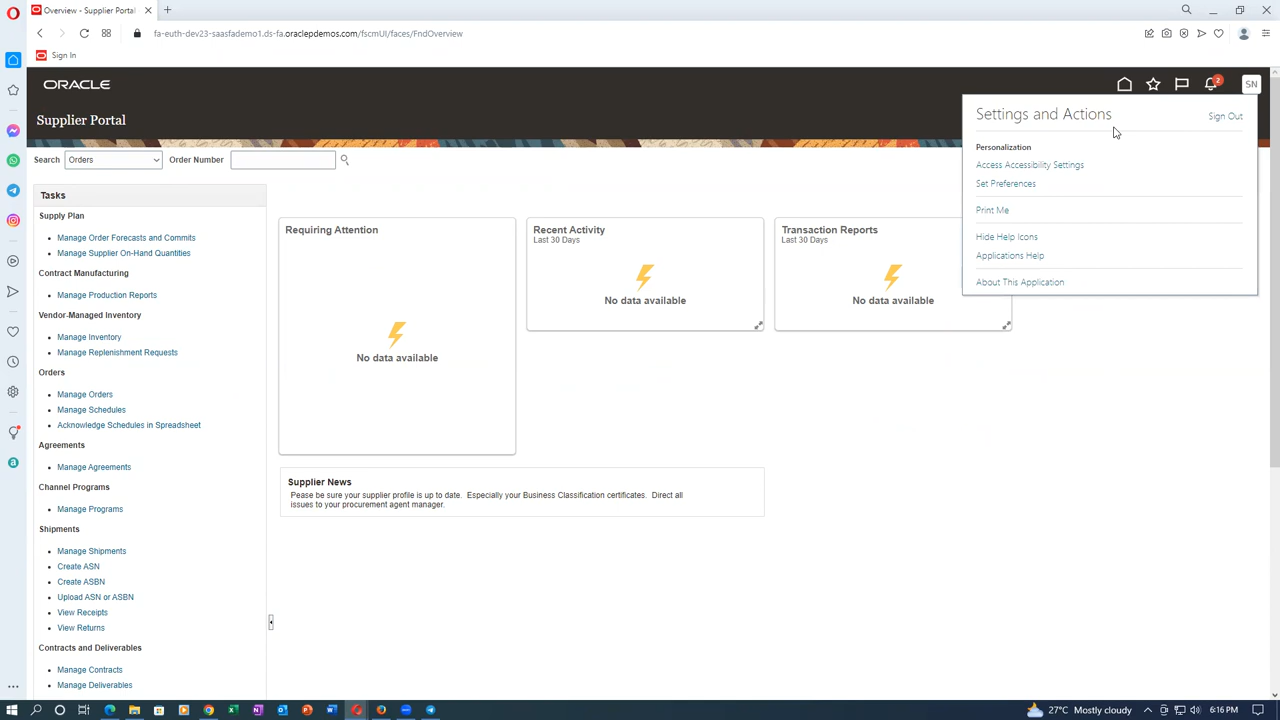 Overview - Supplier Portal
fa-euth-dev23-saasfademo1.ds-fa.oraclepdemos.com/fscmUI/faces/FndOverview
Sign In
ORACLE
2
SN
Supplier Portal
Settings and Actions
Sign Out
Personalization
Access Accessibility Settings
Set Preferences
Print Me
Hide Help Icons
Applications Help
About This Application
Search
Orders
Order Number
Tasks
Supply Plan
Manage Order Forecasts and Commits
Manage Supplier On-Hand Quantities
Contract Manufacturing
Manage Production Reports
Vendor-Managed Inventory
Manage Inventory
Manage Replenishment Requests
Orders
Manage Orders
Manage Schedules
Acknowledge Schedules in Spreadsheet
Agreements
Manage Agreements
Channel Programs
Manage Programs
Shipments
Manage Shipments
Create ASN
Create ASBN
Upload ASN or ASBN
View Receipts
View Returns
Contracts and Deliverables
Manage Contracts
Manage Deliverables
Requiring Attention
No data available
Recent Activity
Last 30 Days
No data available
Transaction Reports
Last 30 Days
No data available
Supplier News
Pease be sure your supplier profile is up to date. Especially your Business Classification certificates. Direct all
issues to your procurement agent manager.
27°C Mostly cloudy
6:16 PM